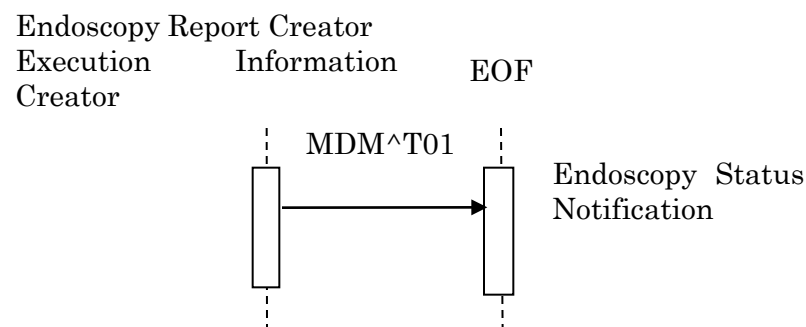 Endoscopy Report Creator
Execution Information
Creator
EOF
MDM^T01
Endoscopy Status
Notification